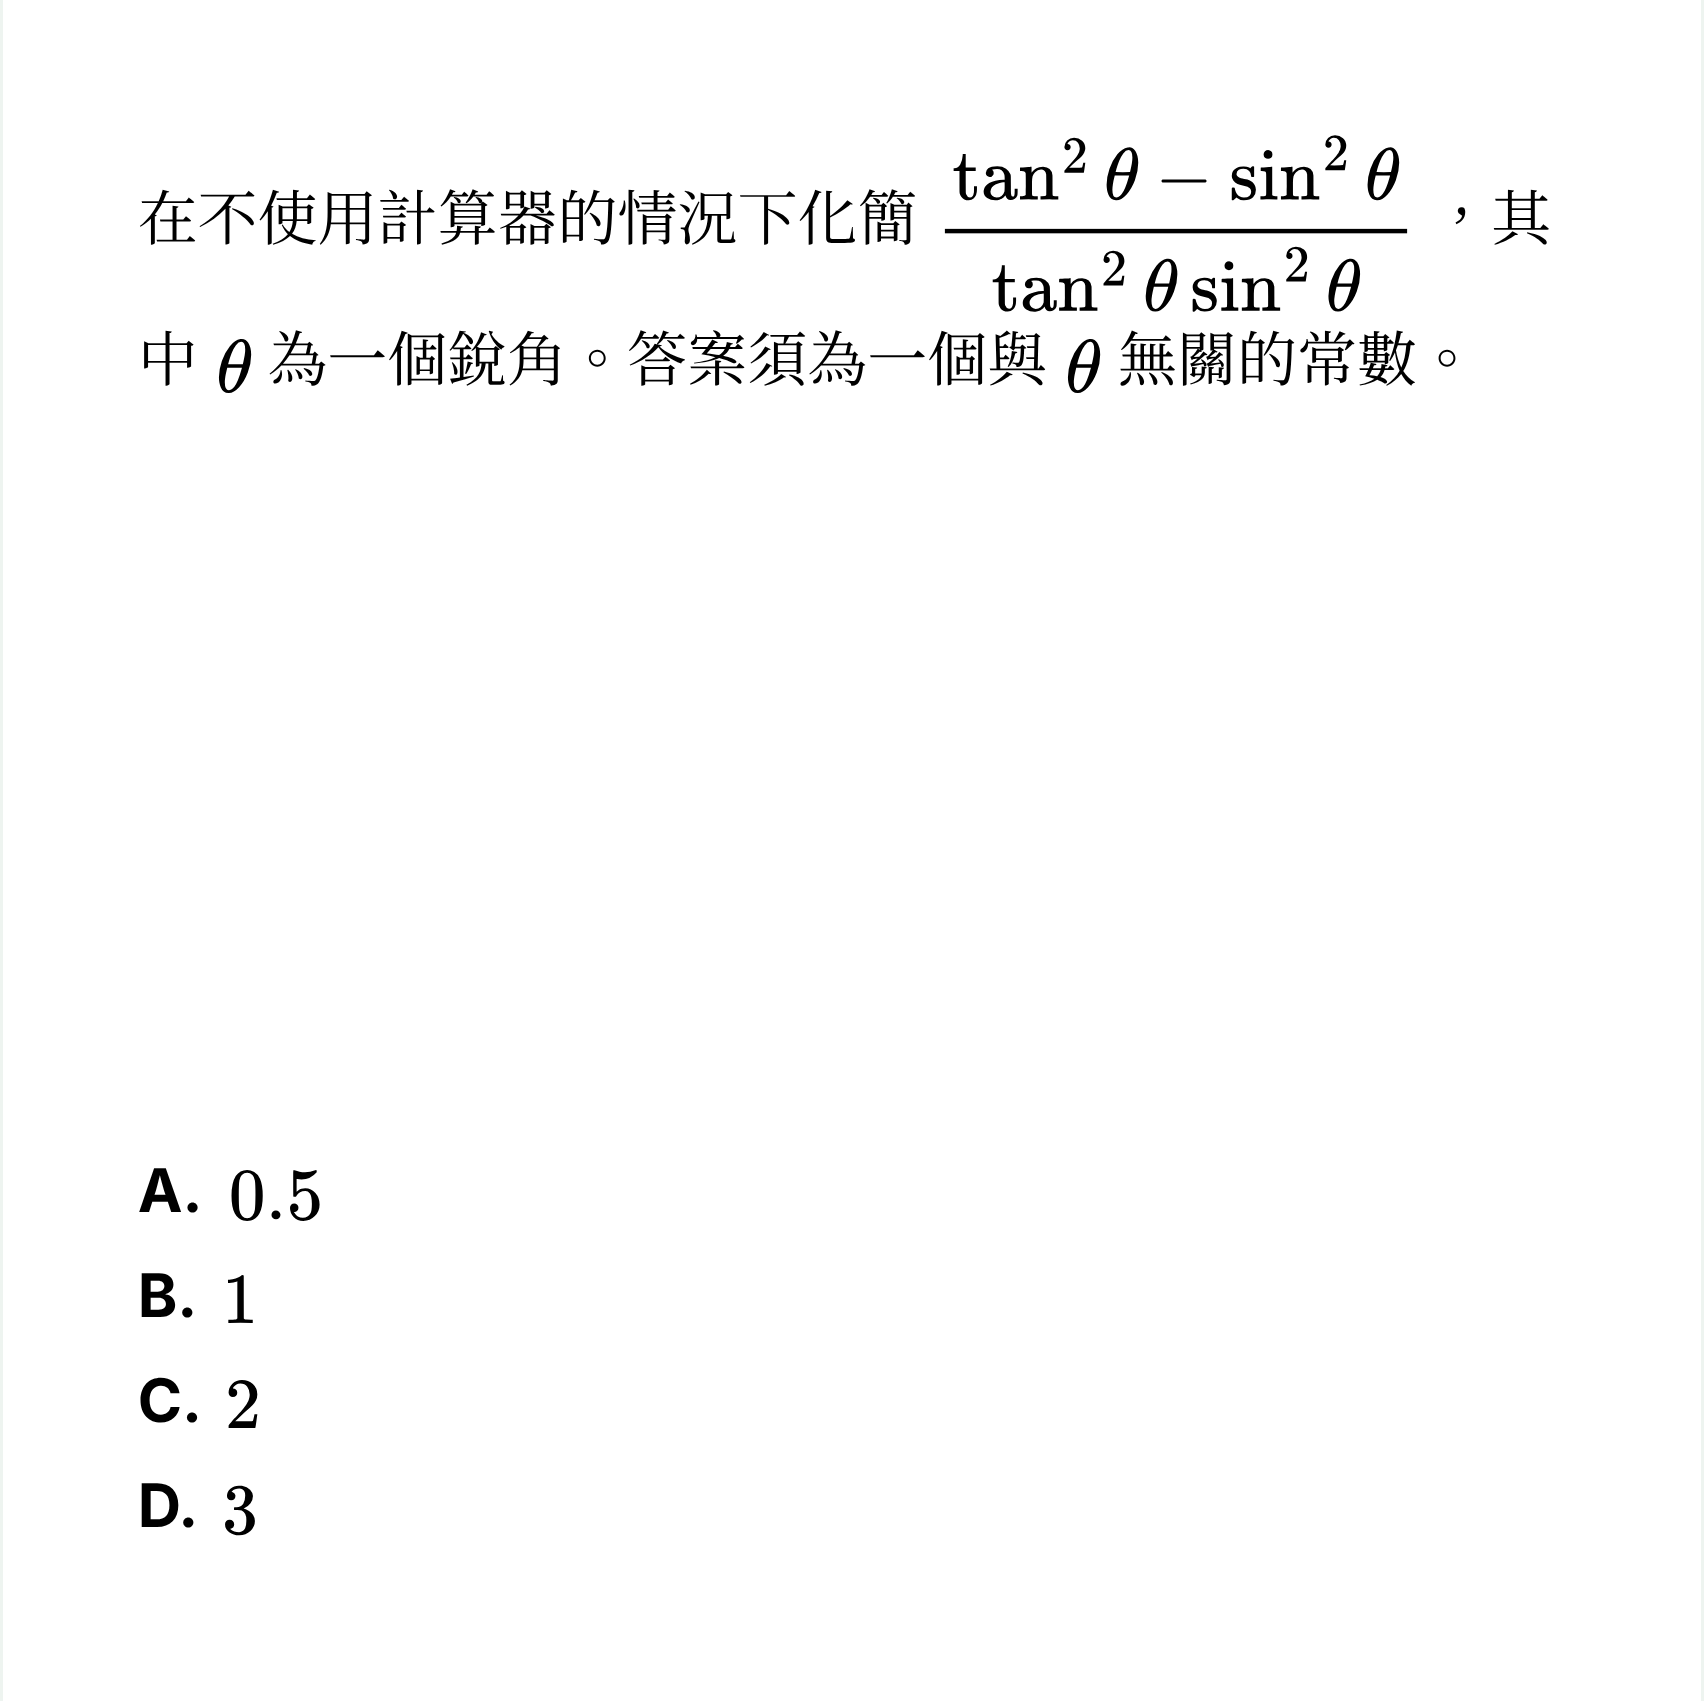 在不使用計算器的情況下化簡 $\frac{\tan^2 \theta - \sin^2 \theta}{\tan^2 \theta \sin^2 \theta}$ ，其
中 θ 為一個銳角。答案須為一個與 θ 無關的常數。
A. 0.5
B. 1
C. 2
D. 3